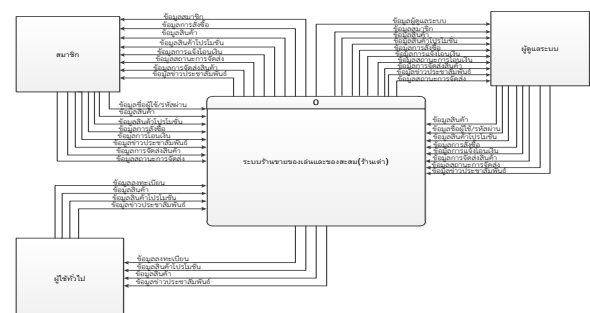 ข้อมูลสมาชิก
ข้อมูลการสั่งซื้อ
ข้อมูลสินค้า
ข้อมูลสินค้าโปรโมชั่น
ข้อมูลการแจ้งโอนเงิน
ข้อมูลสถานะการจัดส่ง
ข้อมูลการจัดส่งสินค้า
ข้อมูลข่าวประชาสัมพันธ์
สมาชิก
ข้อมูลผู้ดูแลระบบ
ข้อมูลสมาชิก
ข้อมูลสินค้า
ข้อมูลสินค้าโปรโมชั่น
ข้อมูลการสั่งซื้อ
ข้อมูลการแจ้งโอนเงิน
ข้อมูลสถานะการโอนเงิน
ข้อมูลการจัดส่งสินค้า
ข้อมูลข่าวประชาสัมพันธ์
ข้อมูลสถานะการจัดส่ง
ผู้ดูแลระบบ
ข้อมูลชื่อผู้ใช้/รหัสผ่าน
ข้อมูลสินค้า
ข้อมูลสินค้าโปรโมชั่น
ข้อมูลการสั่งซื้อ
ข้อมูลการโอนเงิน
ข้อมูลข่าวประชาสัมพันธ์
ข้อมูลการจัดส่งสินค้า
ข้อมูลสถานะการจัดส่ง
0
ระบบร้านขายของเล่นและของสะสม(ร้านเค่า)
ข้อมูลสินค้า
ข้อมูลชื่อผู้ใช้/รหัสผ่าน
ข้อมูลสินค้าโปรโมชั่น
ข้อมูลการสั่งซื้อ
ข้อมูลการแจ้งโอนเงิน
ข้อมูลการจัดส่งสินค้า
ข้อมูลสถานะการจัดส่ง
ข้อมูลข่าวประชาสัมพันธ์
ข้อมูลลงทะเบียน
ข้อมูลสินค้า
ข้อมูลสินค้าโปรโมชั่น
ข้อมูลข่าวประชาสัมพันธ์
ผู้ใช้ทั่วไป
ข้อมูลลงทะเบียน
ข้อมูลสินค้าโปรโมชั่น
ข้อมูลสินค้า
ข้อมูลข่าวประชาสัมพันธ์